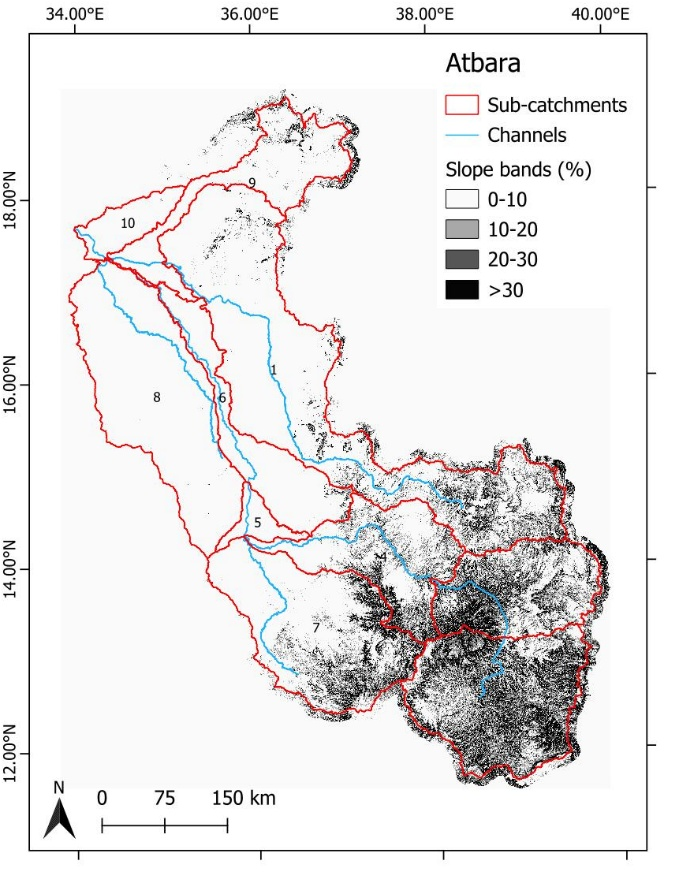 34.00°E 36.00°E 38.00°E 40.00°E
Atbara
Sub-catchments
Channels
Slope bands (%)
0-10
10-20
20-30
>30
18.00°N
16.00°N
14.00°N
12.00°N
9
10
1
8
6
5
7
N
0 75 150 km